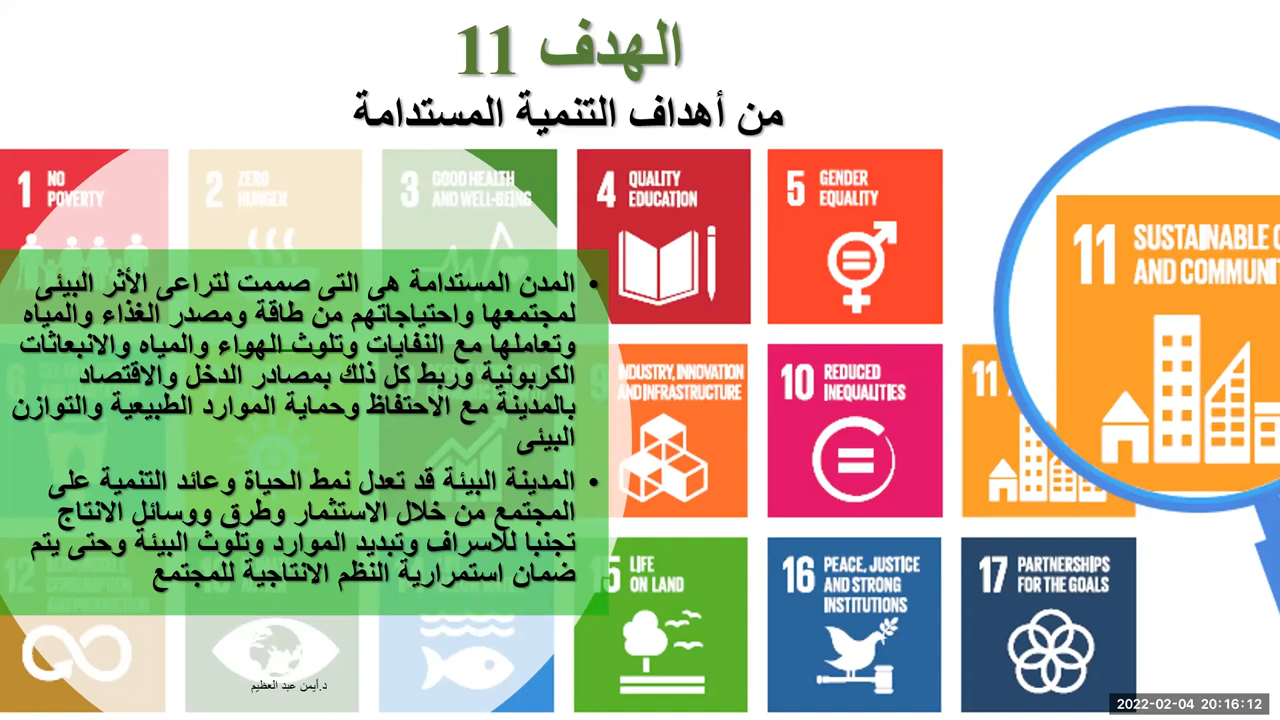 الهدف 11
من أهداف التنمية المستدامة
1 NO
POVERTY
2 ZERO
HUNGER
3 GOOD HEALTH
AND WELL-BEING
4 QUALITY
EDUCATION
5 GENDER
EQUALITY
11 SUSTAINABLE
AND
• المدن المستدامة هى التى صممت لتراعى الأثر البيئى
لمجتمعها واحتياجاتهم من طاقة ومصدر الغذاء والمياه
وتعاملها مع النفايات وتلوث الهواء والمياه والانبعاثات
الكربونية وربط كل ذلك بمصادر الدخل والاقتصاد
بالمدينة مع الاحتفاظ وحماية الموارد الطبيعية والتوازن
البيئى
• المدينة البيئة قد تعدل نمط الحياة وعائد التنمية على
المجتمع من خلال الاستثمار وطرق ووسائل الانتاج
تجنبا للاسراف وتبديد الموارد وتلوث البيئة وحتى يتم
ضمان استمرارية النظم الانتاجية للمجتمع
9 INDUSTRY, INNOVATION
AND INFRASTRUCTURE
10 REDUCED
INEQUALITIES
11
12
15 LIFE
ON LAND
16 PEACE, JUSTICE
AND STRONG
INSTITUTIONS
17 PARTNERSHIPS
FOR THE GOALS
د.أيمن عبد العظيم
2022-02-04 20:16:12